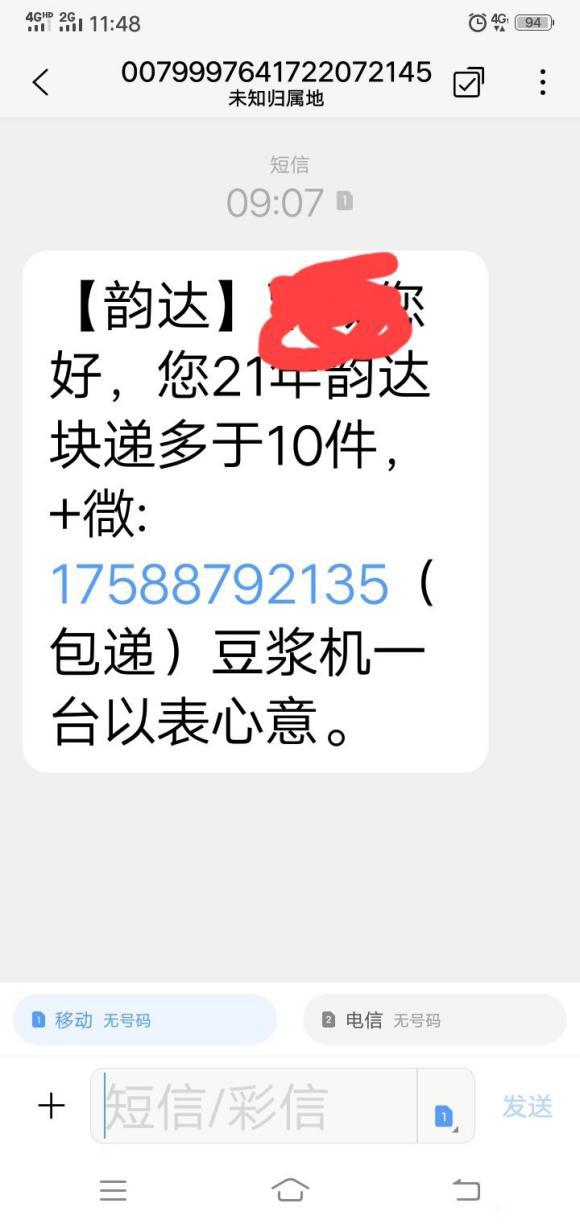 4GHD 2G 11:48 4G 94
0079997641722072145
未知归属地
短信
09:07 1
【韵达】您
好，您21年韵达
块递多于10件，
+微:
17588792135（
包递）豆浆机一
台以表心意。
1 移动 无号码 2 电信 无号码
短信/彩信 1 发送